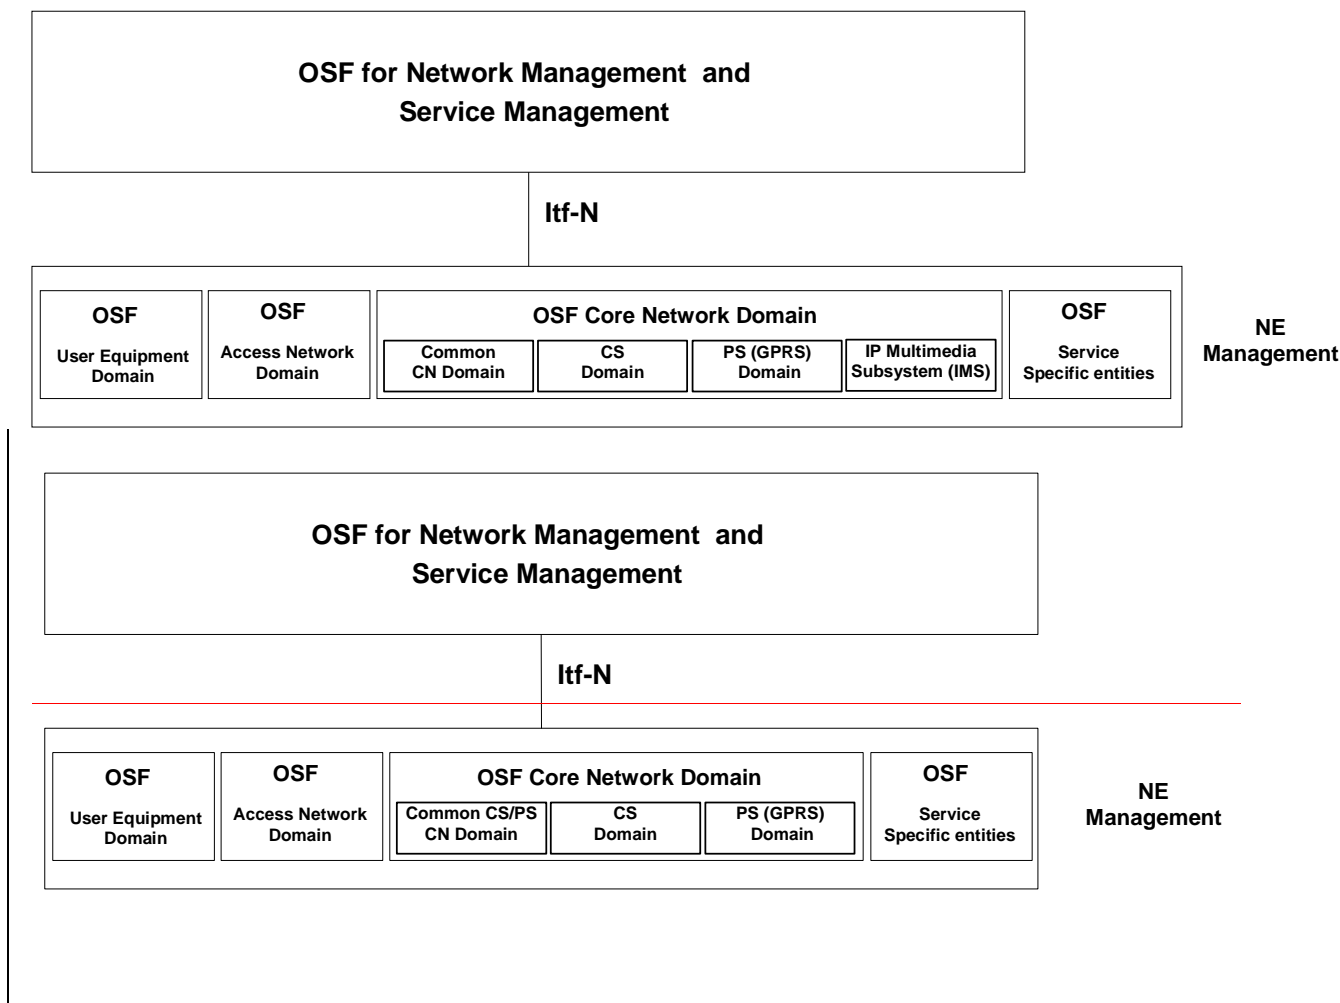 OSF for Network Management and
Service Management
Itf-N
OSF
User Equipment
Domain
OSF
Access Network
Domain
OSF Core Network Domain
Common
CN Domain
CS
Domain
PS (GPRS)
Domain
IP Multimedia
Subsystem (IMS)
OSF
Service
Specific entities
NE
Management
OSF for Network Management and
Service Management
Itf-N
OSF
User Equipment
Domain
OSF
Access Network
Domain
OSF Core Network Domain
Common CS/PS
CN Domain
CS
Domain
PS (GPRS)
Domain
OSF
Service
Specific entities
NE
Management